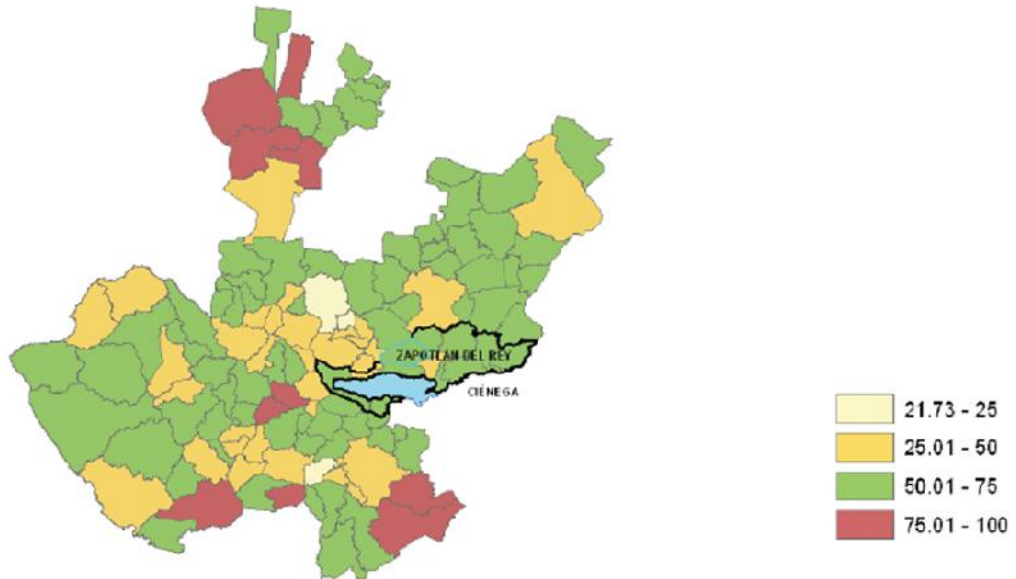 ZAPOTLAN DEL REY
CIÉNEGA
21.73 - 25
25.01 - 50
50.01 - 75
75.01 - 100